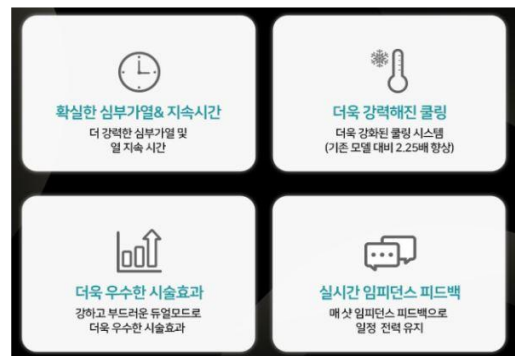 확실한 심부가열& 지속시간
더 강력한 심부가열 및
열 지속 시간
더욱 강력해진 쿨링
더욱 강화된 쿨링 시스템
(기존 모델 대비 2.25배 향상)
더욱 우수한 시술효과
강하고 부드러운 듀얼모드로
더욱 우수한 시술효과
실시간 임피던스 피드백
매 샷 임피던스 피드백으로
일정 전력 유지